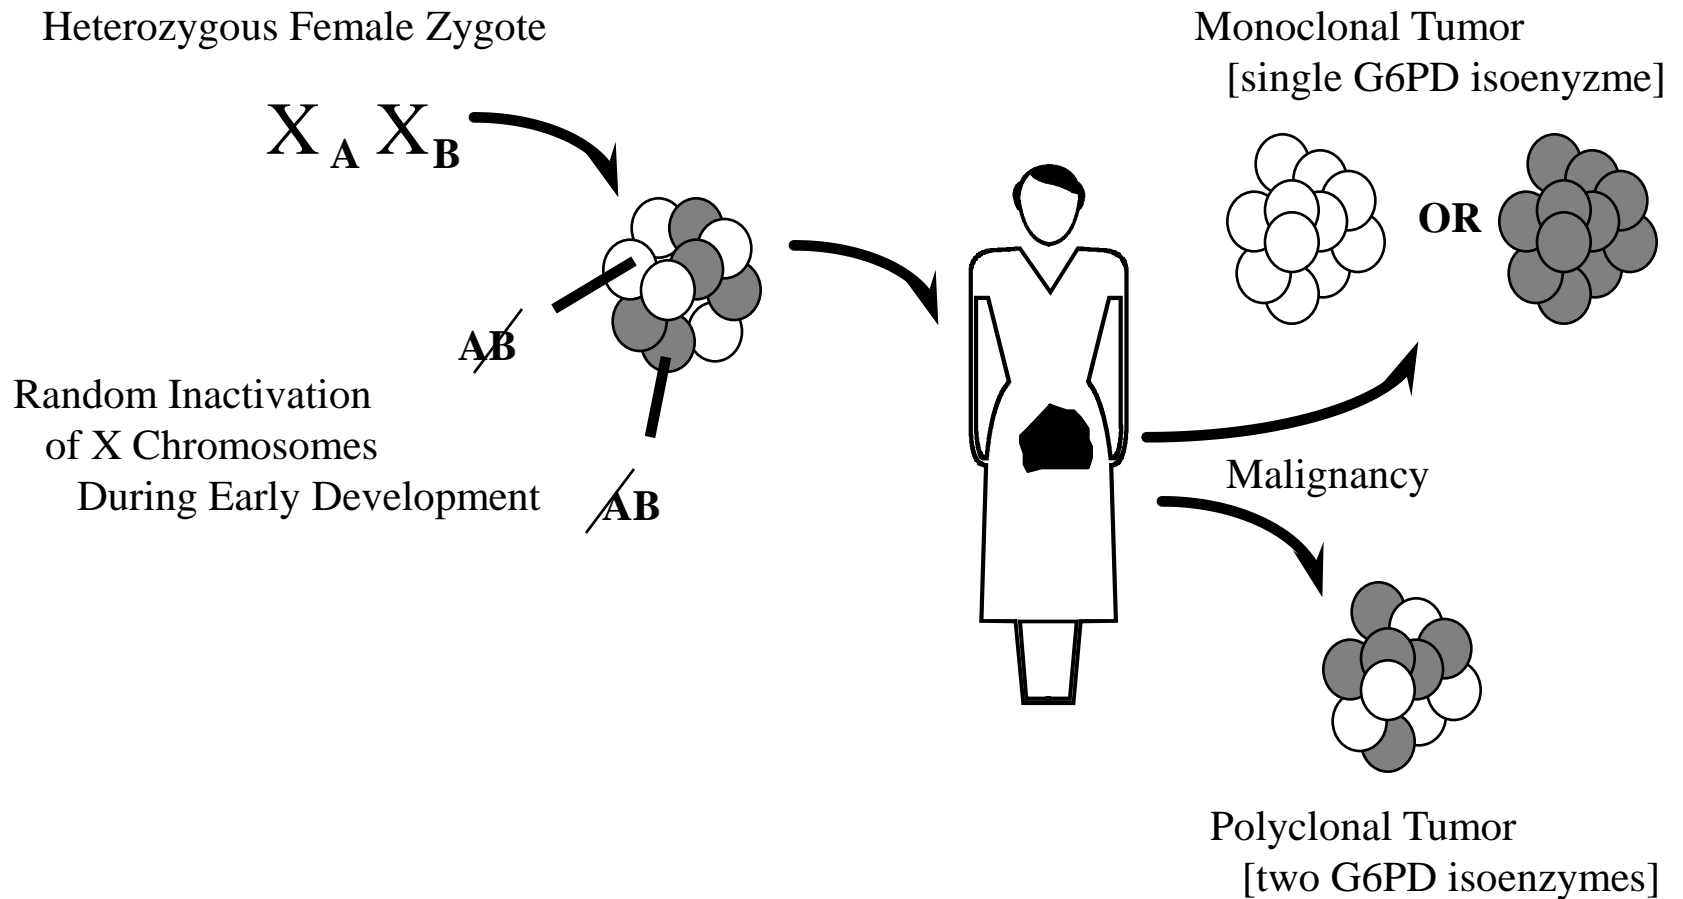 Heterozygous Female Zygote
X A X B
AB
Random Inactivation
of X Chromosomes
During Early Development
AB
Monoclonal Tumor
[single G6PD isoenyzme]
OR
Malignancy
Polyclonal Tumor
[two G6PD isoenzymes]